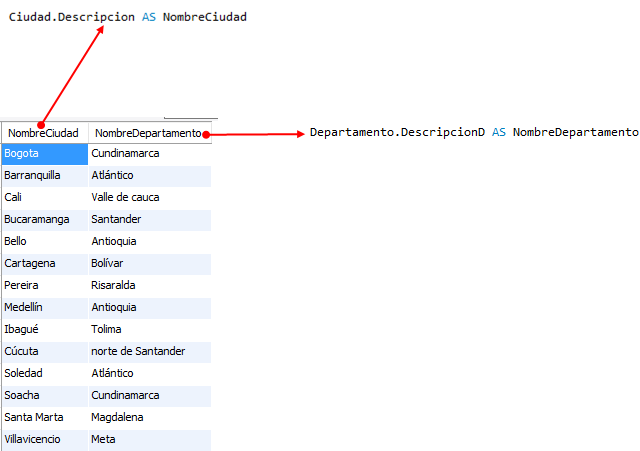 Ciudad.Descripcion AS NombreCiudad
NombreCiudad NombreDepartamento
Departamento.DescripcionD AS NombreDepartamento
Bogota Cundinamarca
Barranquilla Atlántico
Cali Valle de cauca
Bucaramanga Santander
Bello Antioquia
Cartagena Bolívar
Pereira Risaralda
Medellín Antioquia
Ibagué Tolima
Cúcuta norte de Santander
Soledad Atlántico
Soacha Cundinamarca
Santa Marta Magdalena
Villavicencio Meta